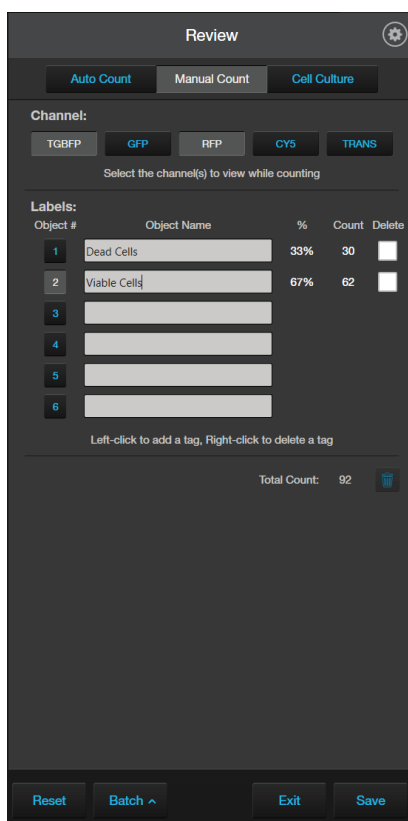 Review
Auto Count Manual Count Cell Culture
Channel:
TGBFP GFP RFP CY5 TRANS
Select the channel(s) to view while counting
Labels:
Object # Object Name % Count Delete
1 Dead Cells 33% 30
2 Viable Cells 67% 62
3
4
5
6
Left-click to add a tag, Right-click to delete a tag
Total Count: 92
Reset Batch Exit Save